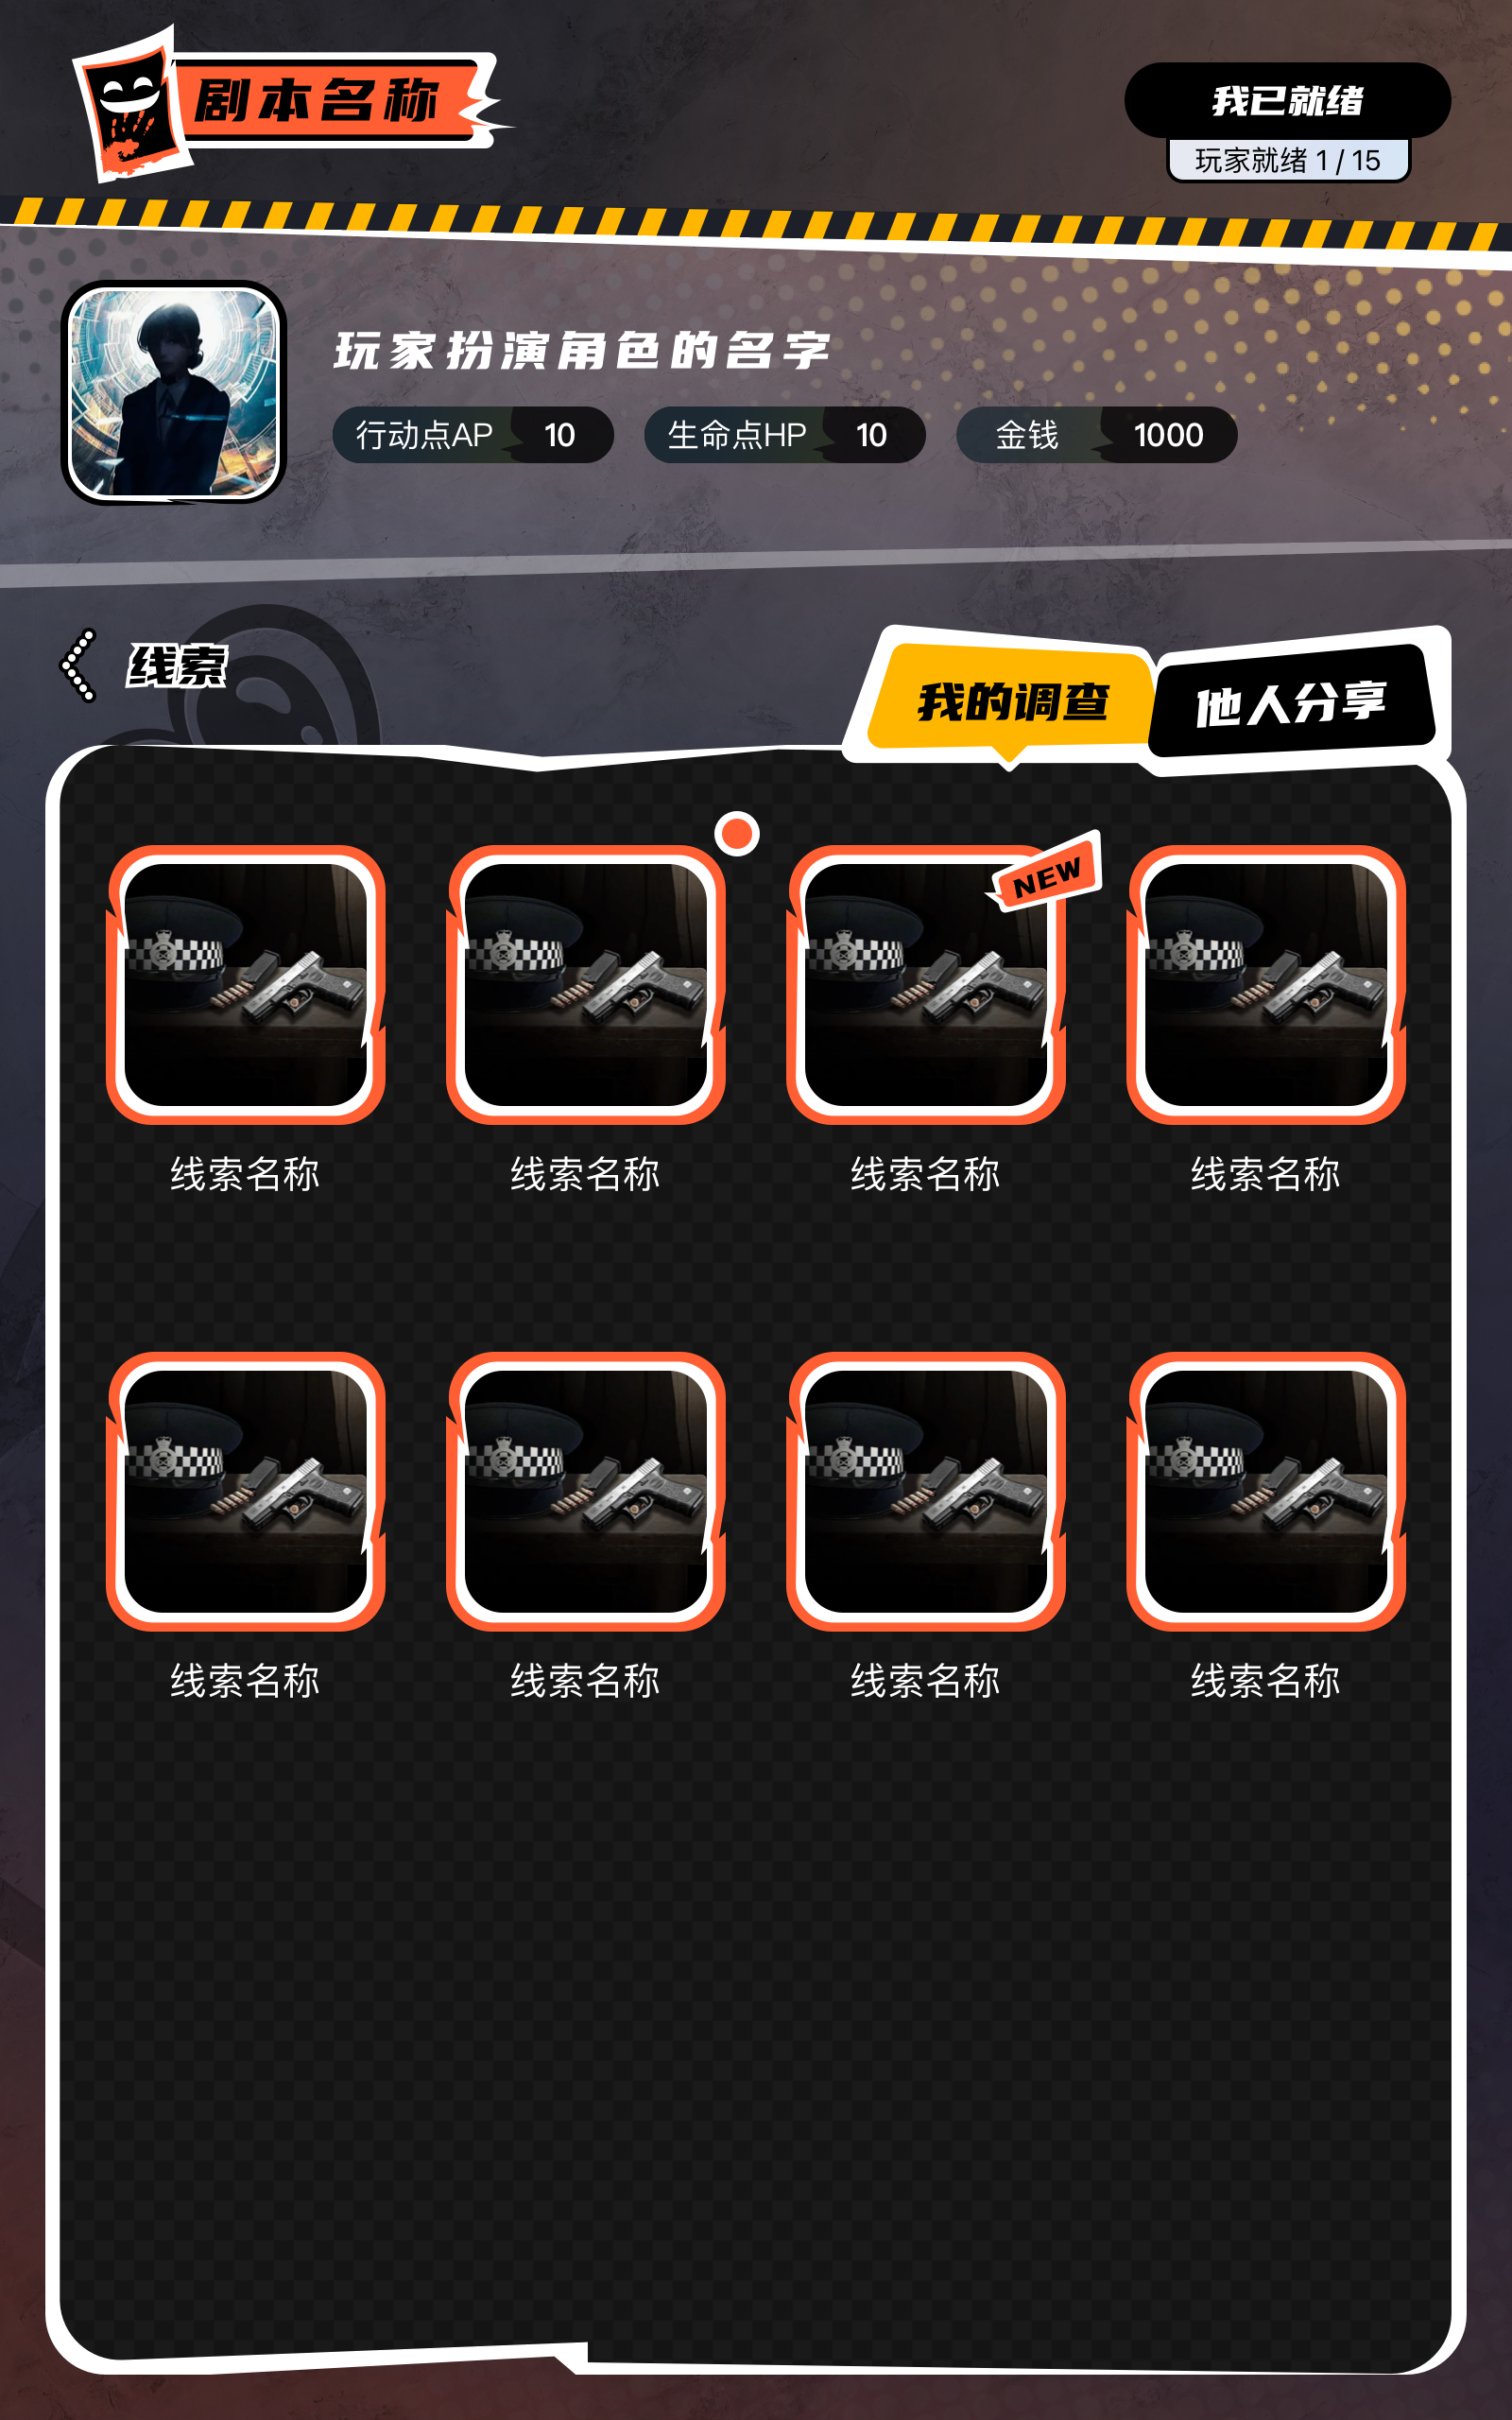 剧本名称
我已就绪
玩家就绪 1 / 15
玩家扮演角色的名字
行动点AP 10 生命点HP 10 金钱 1000
线索
我的调查 他人分享
NEW
线索名称 线索名称 线索名称 线索名称
线索名称 线索名称 线索名称 线索名称